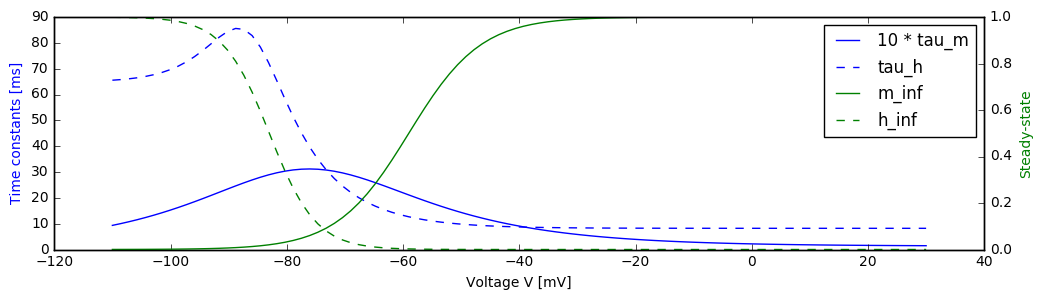 90
80
70
60
50
40
30
20
10
0
Time constants [ms]
1.0
0.8
0.6
0.4
0.2
0.0
Steady-state
10 * tau_m
tau_h
m_inf
h_inf
−120 −100 −80 −60 −40 −20 0 20 40
Voltage V [mV]